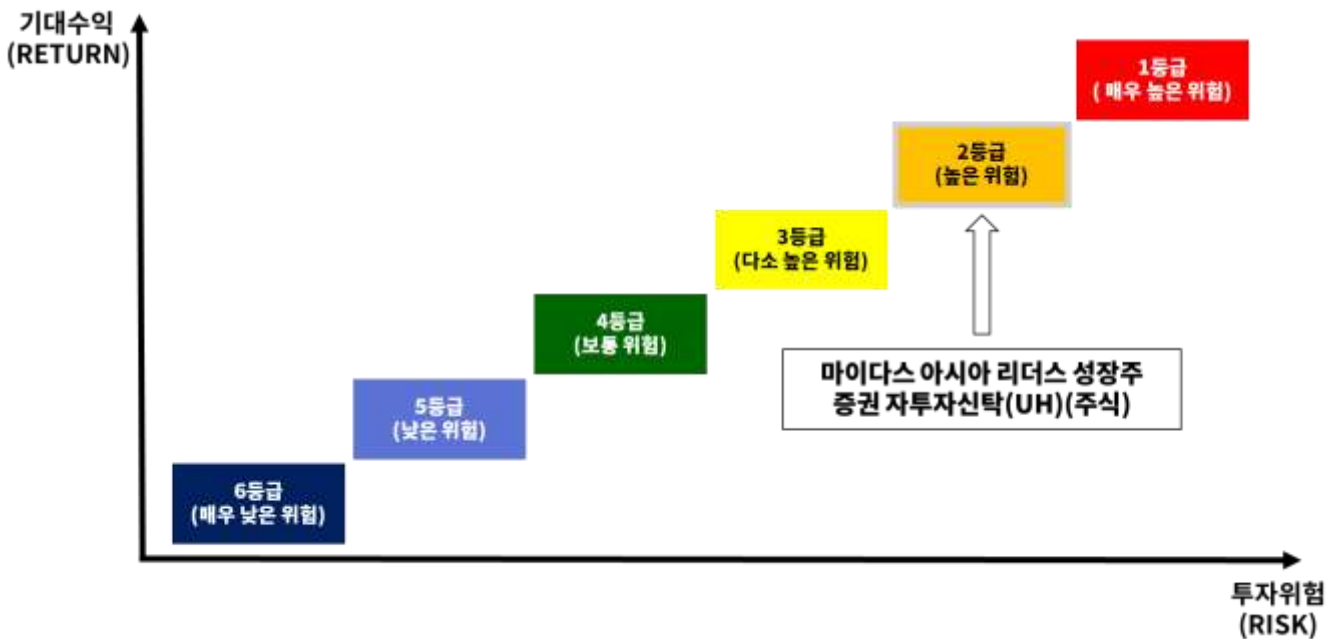 기대수익
(RETURN)
1등급
( 매우 높은 위험)
2등급
(높은 위험)
3등급
(다소 높은 위험)
4등급
(보통 위험)
마이다스 아시아 리더스 성장주
증권 자투자신탁(UH)(주식)
5등급
(낮은 위험)
6등급
(매우 낮은 위험)
투자위험
(RISK)